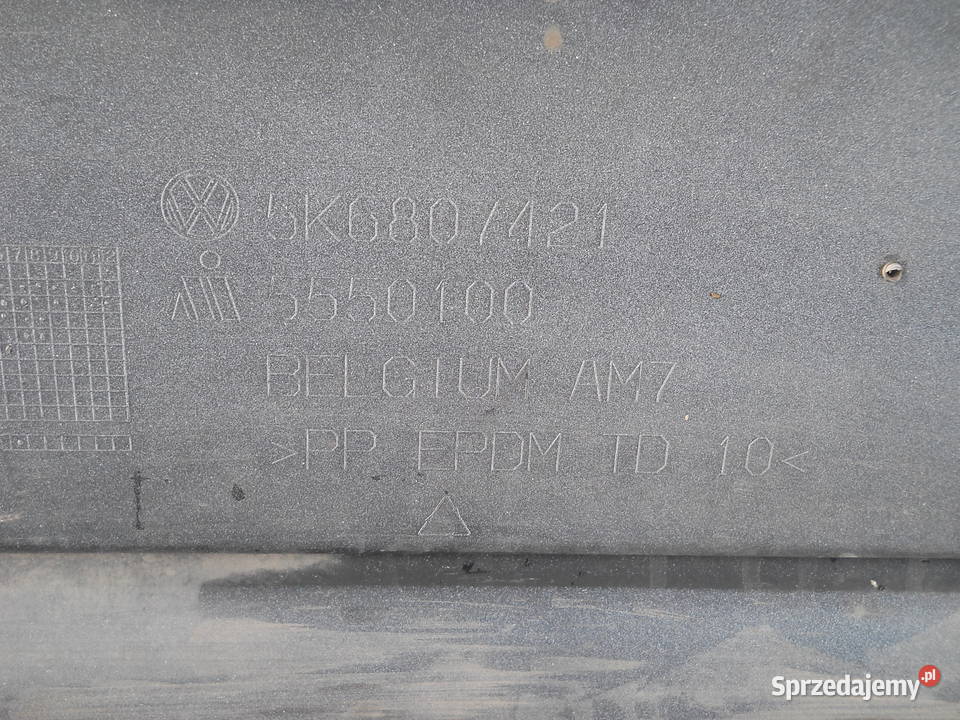 5K6807421
5550100
BELGIUM AM7
>PP EPDM TD 10<
Sprzedajemy.pl